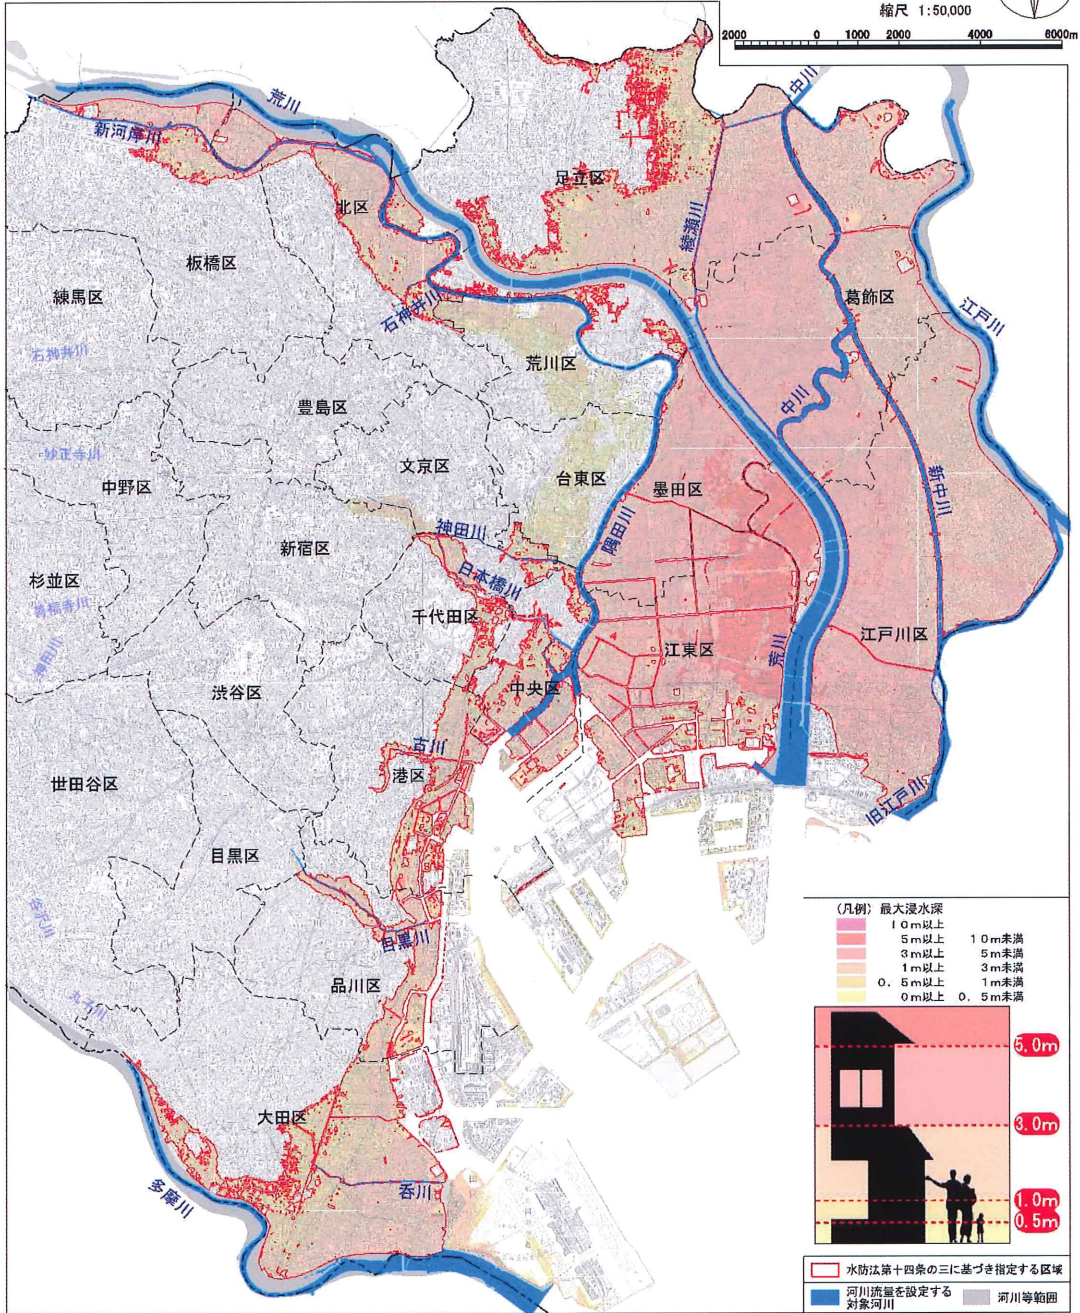 縮尺 1:50,000
2000 0 1000 2000 4000 6000m
荒川
中川
新河岸川
足立区
北区
綾瀬川
板橋区
練馬区
葛飾区
江戸川
石神井川
石神井川
荒川区
豊島区
中川
妙正寺川
文京区
台東区
中野区
墨田区
新中川
神田川
隅田川
新宿区
日本橋川
杉並区
善福寺川
千代田区
江戸川区
神田川
江東区
荒川
渋谷区
中央区
古川
港区
世田谷区
旧江戸川
目黒区
谷沢川
目黒川
品川区
丸子川
大田区
多摩川
呑川
(凡例) 最大浸水深
10m以上
5m以上 10m未満
3m以上 5m未満
1m以上 3m未満
0.5m以上 1m未満
0m以上 0.5m未満
5.0m
3.0m
1.0m
0.5m
水防法第十四条の三に基づき指定する区域
河川流量を設定する
対象河川
河川等範囲